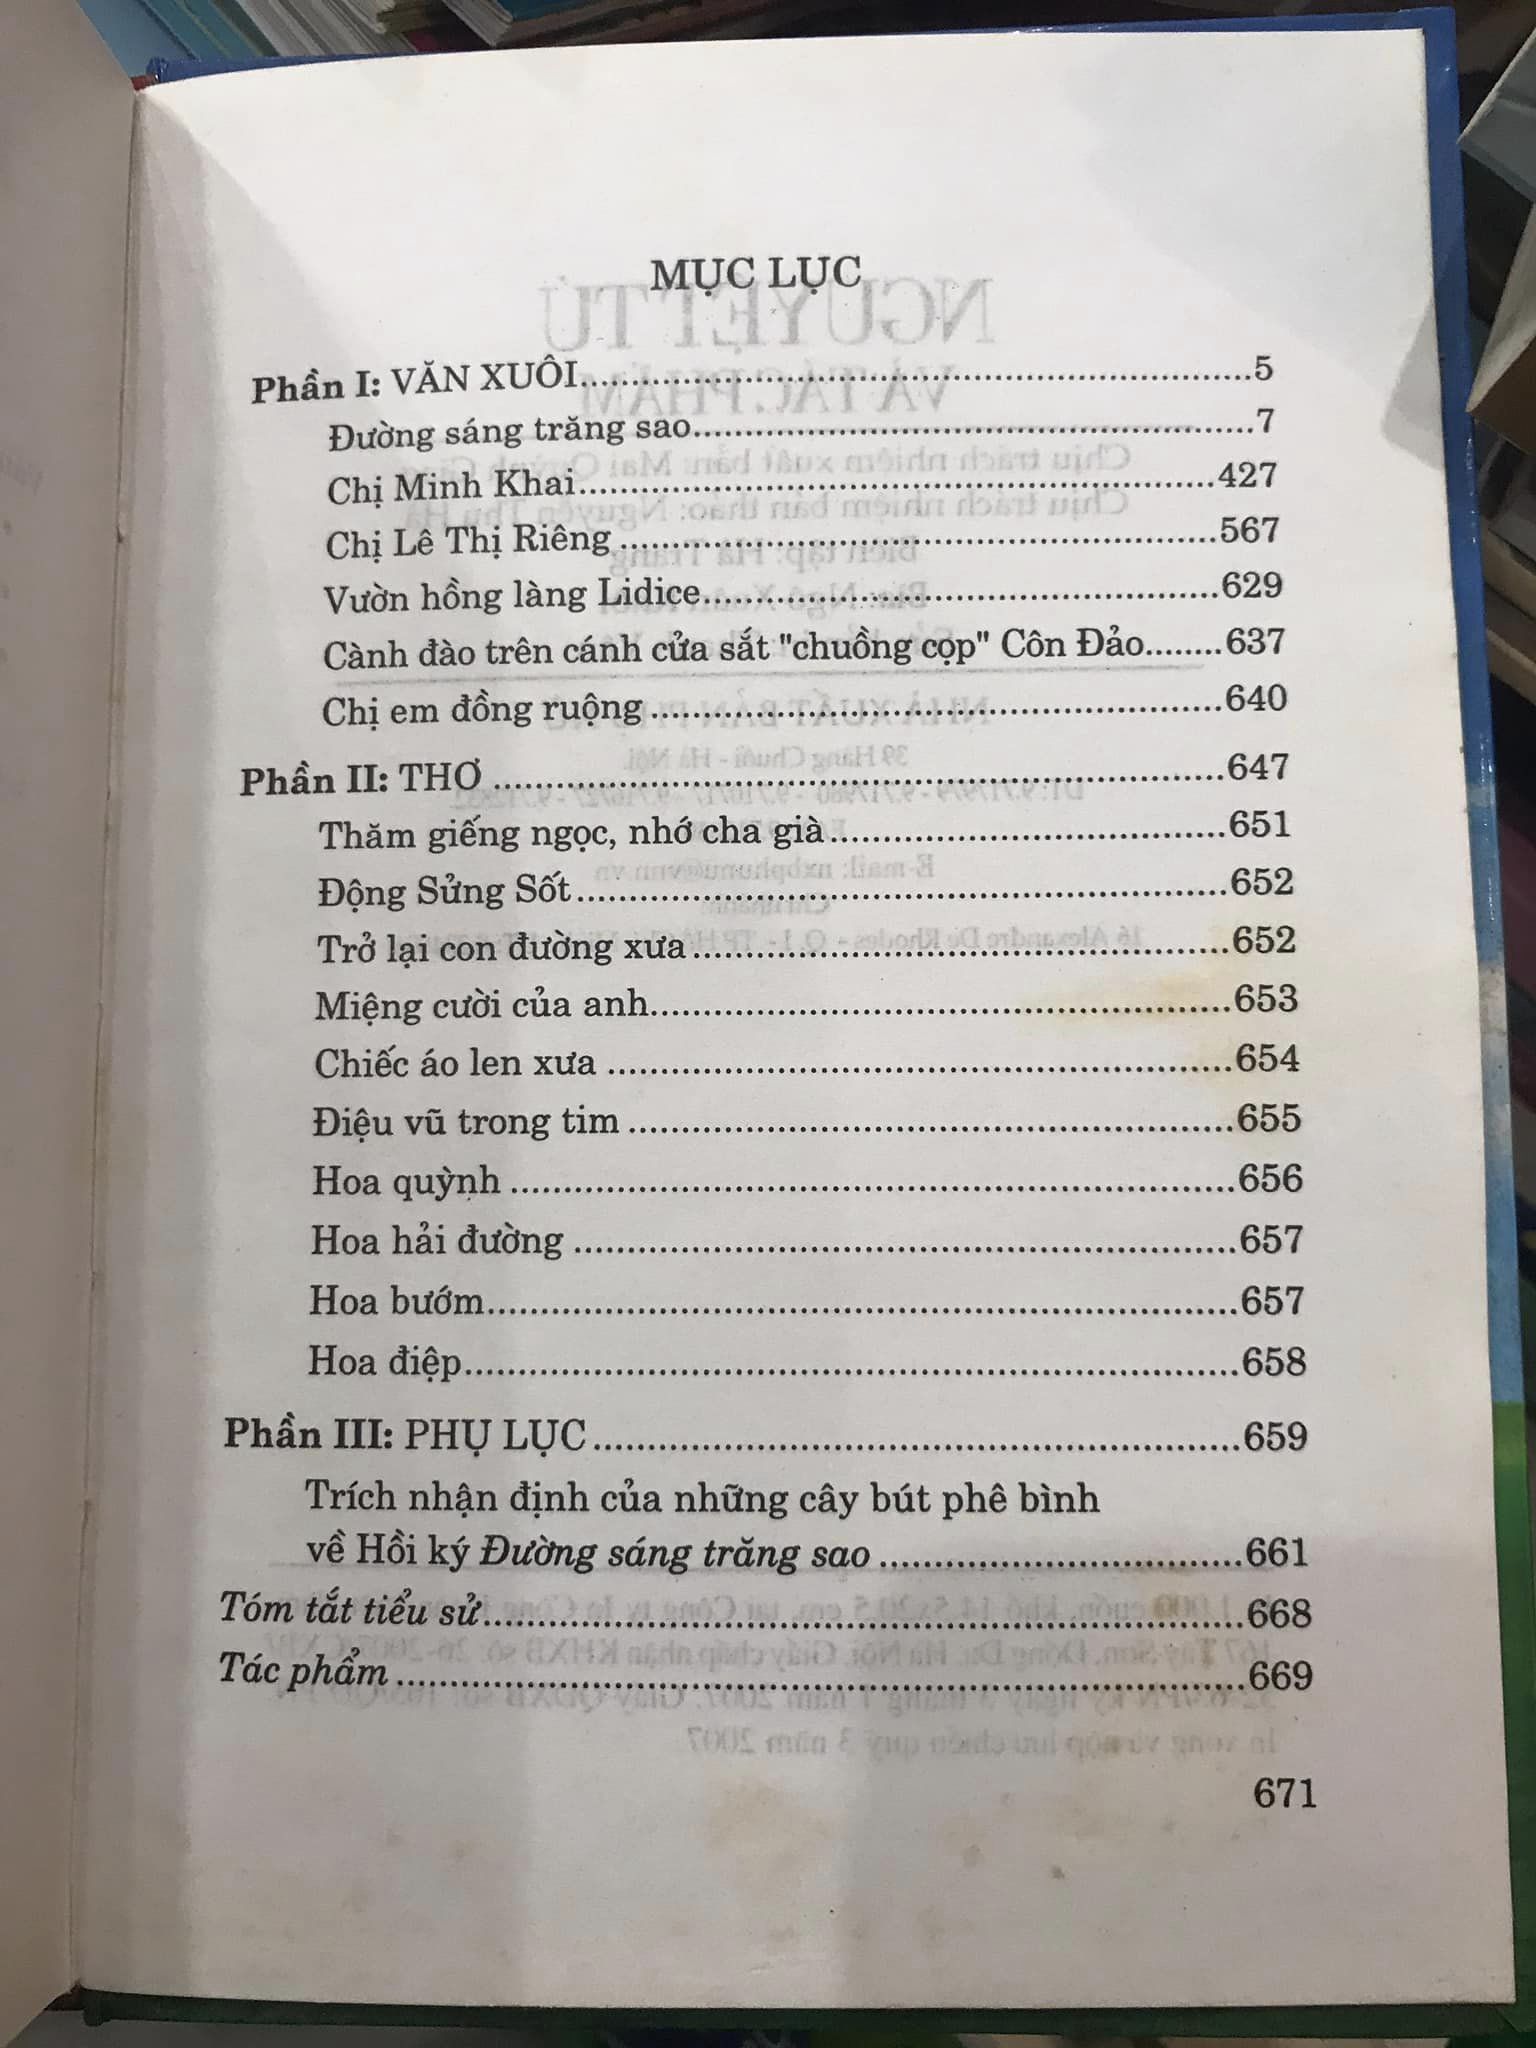 MỤC LỤC
Phần I: VĂN XUÔI..........5
Đường sáng trăng sao..........7
Chị Minh Khai..........427
Chị Lê Thị Riêng..........567
Vườn hồng làng Lidice..........629
Cành đào trên cánh cửa sắt "chuồng cọp" Côn Đảo........637
Chị em đồng ruộng..........640
Phần II: THƠ..........647
Thăm giếng ngọc, nhớ cha già..........651
Động Sửng Sốt..........652
Trở lại con đường xưa..........652
Miệng cười của anh..........653
Chiếc áo len xưa..........654
Điệu vũ trong tim..........655
Hoa quỳnh..........656
Hoa hải đường..........657
Hoa bướm..........657
Hoa điệp..........658
Phần III: PHỤ LỤC..........659
Trích nhận định của những cây bút phê bình
về Hồi ký Đường sáng trăng sao..........661
Tóm tắt tiểu sử..........668
Tác phẩm..........669
671